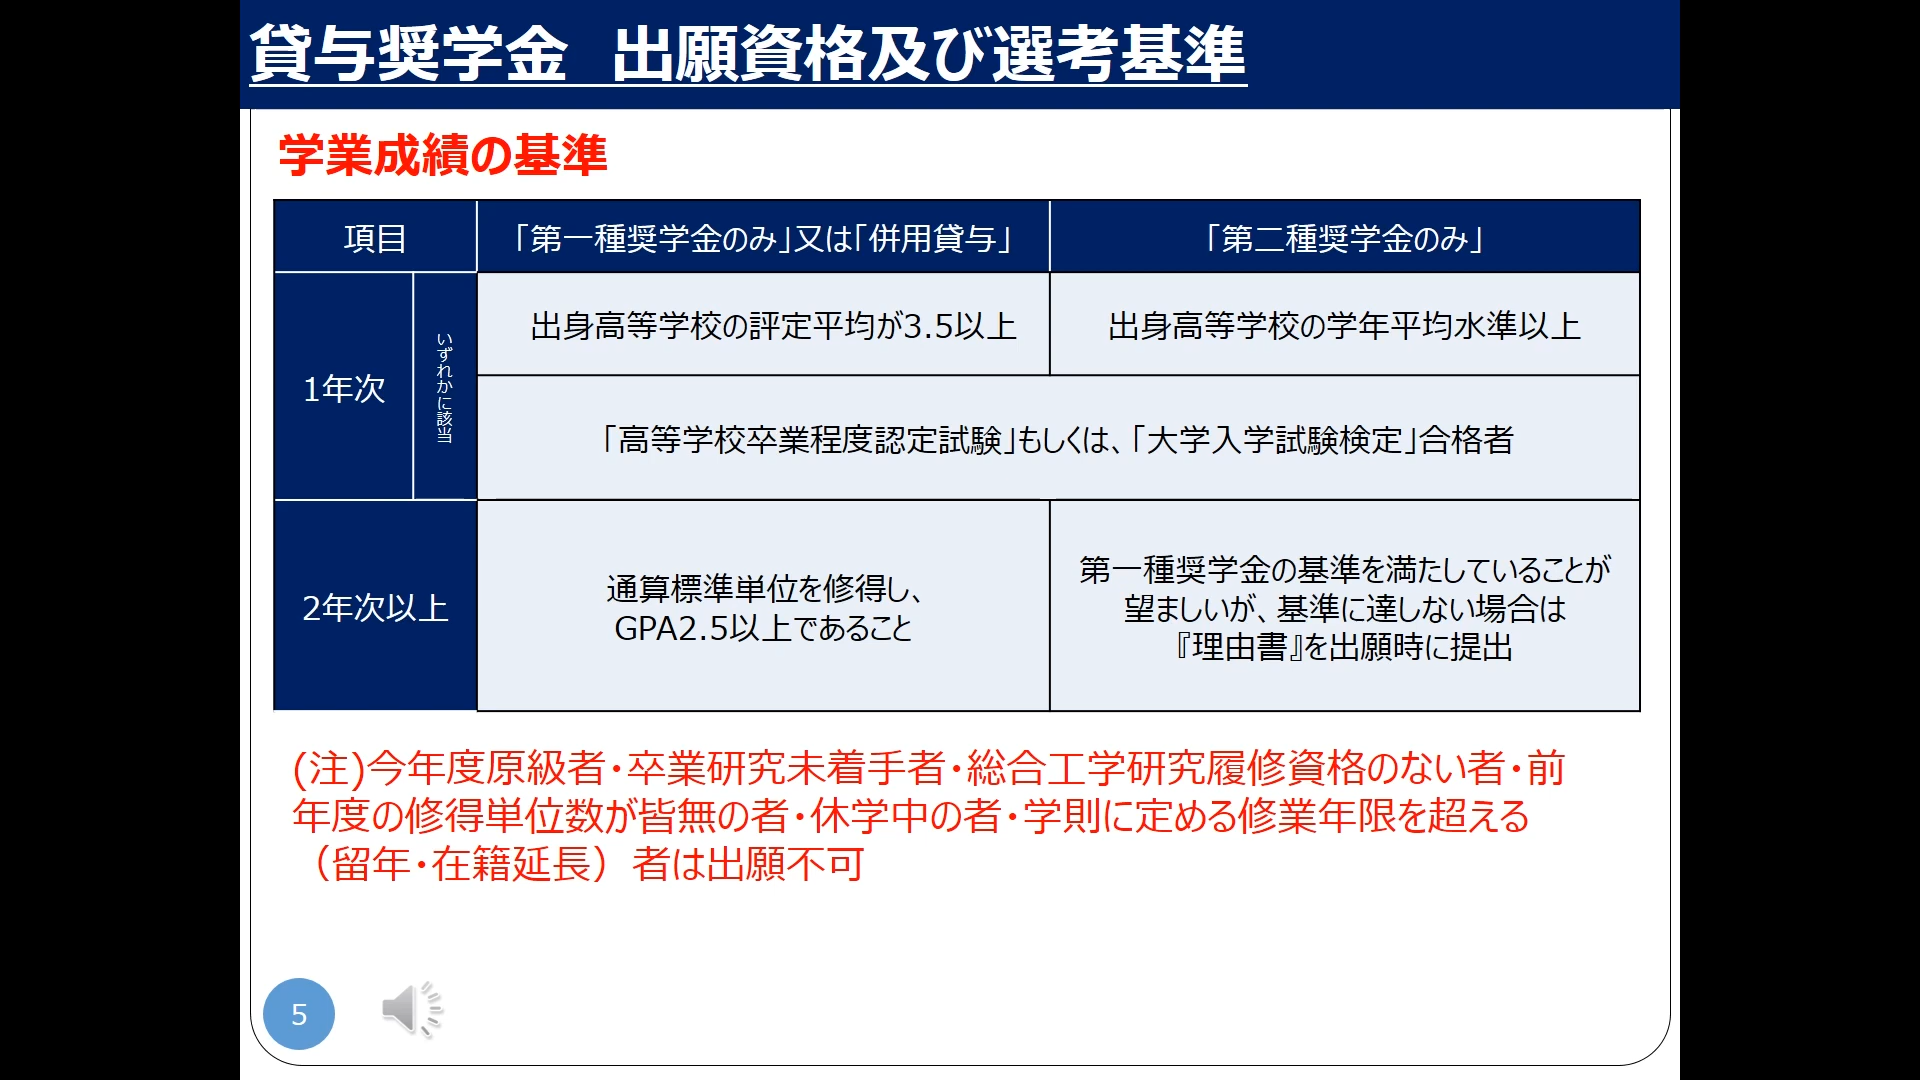 貸与奨学金　出願資格及び選考基準
学業成績の基準
項目
「第一種奨学金のみ」又は「併用貸与」
「第二種奨学金のみ」
1年次
いずれかに該当
出身高等学校の評定平均が3.5以上
出身高等学校の学年平均水準以上
「高等学校卒業程度認定試験」もしくは、「大学入学試験検定」合格者
2年次以上
通算標準単位を修得し、
GPA2.5以上であること
第一種奨学金の基準を満たしていることが
望ましいが、基準に達しない場合は
『理由書』を出願時に提出
(注)今年度原級者・卒業研究未着手者・総合工学研究履修資格のない者・前
年度の修得単位数が皆無の者・休学中の者・学則に定める修業年限を超える
（留年・在籍延長）者は出願不可
5